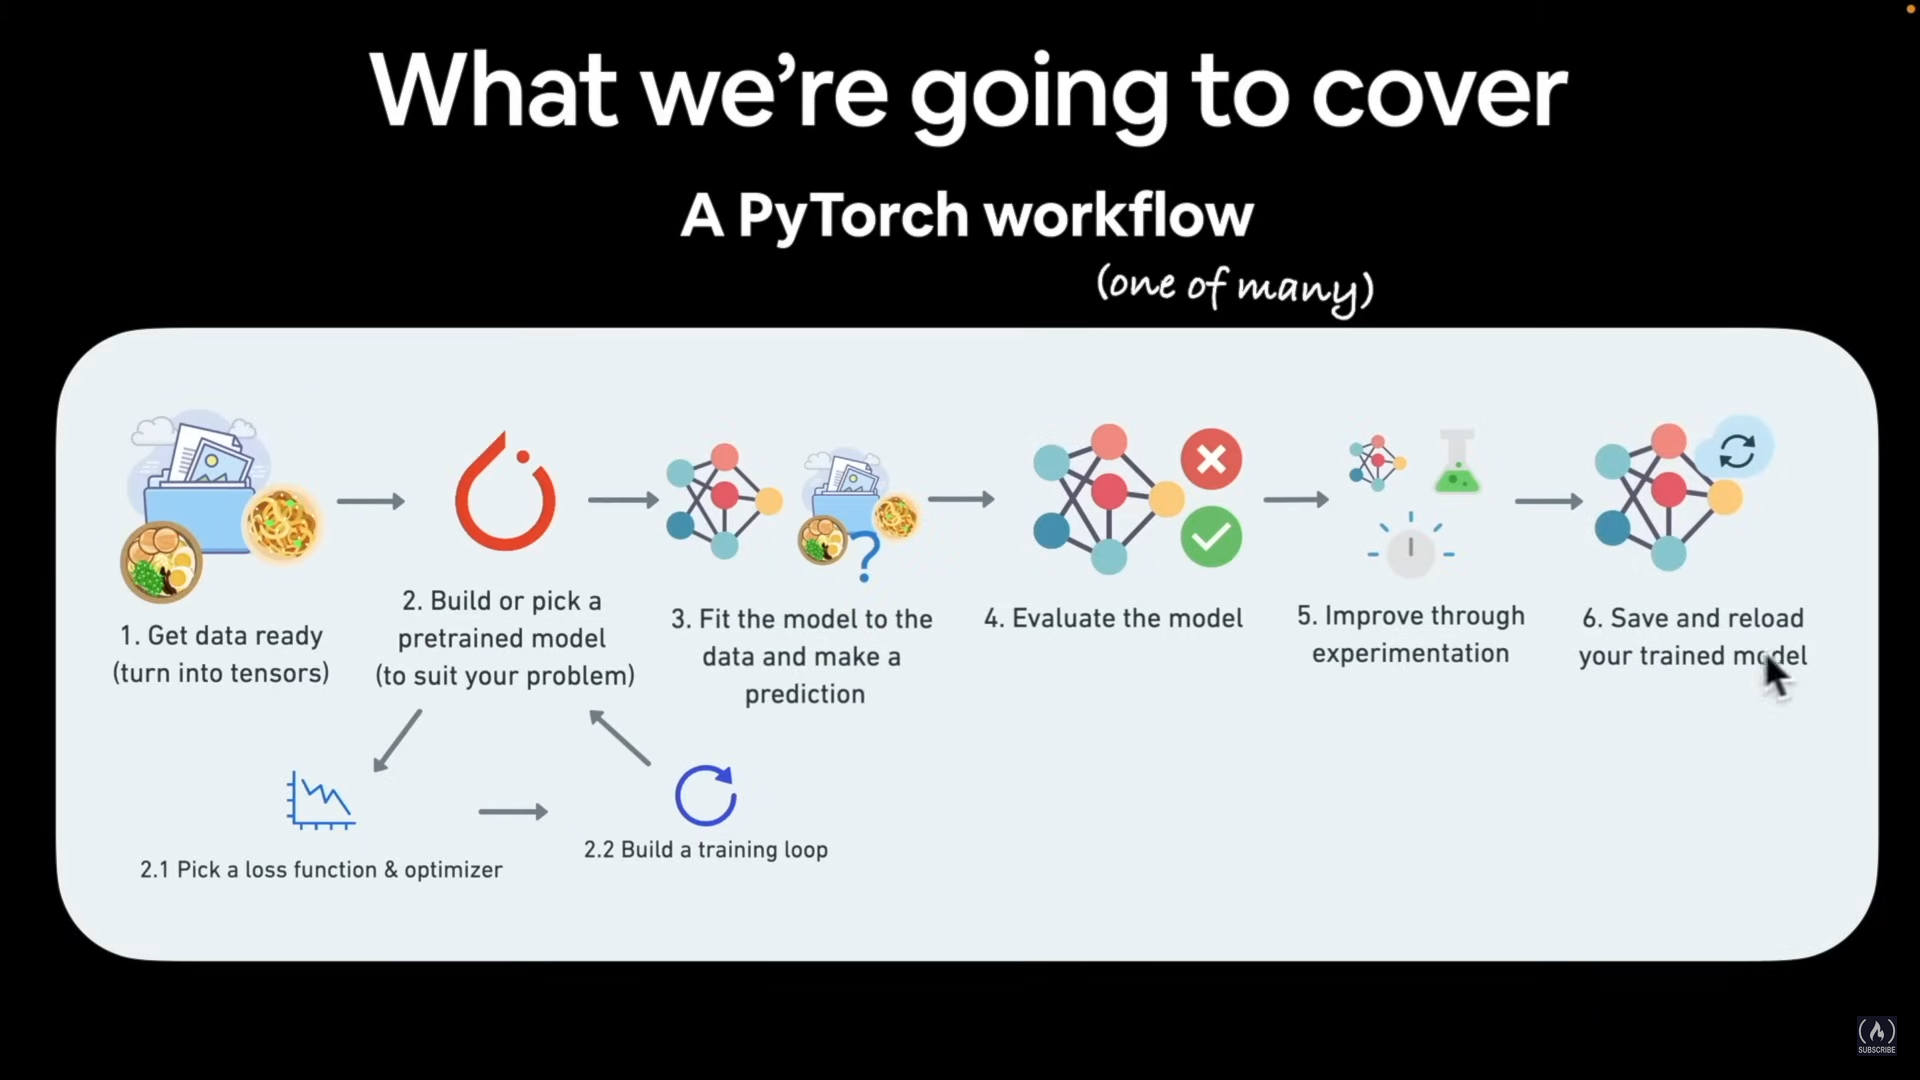 What we're going to cover
A PyTorch workflow
(one of many)
1. Get data ready
(turn into tensors)
2. Build or pick a
pretrained model
(to suit your problem)
3. Fit the model to the
data and make a
prediction
4. Evaluate the model
5. Improve through
experimentation
6. Save and reload
your trained model
2.1 Pick a loss function & optimizer
2.2 Build a training loop
SUBSCRIBE